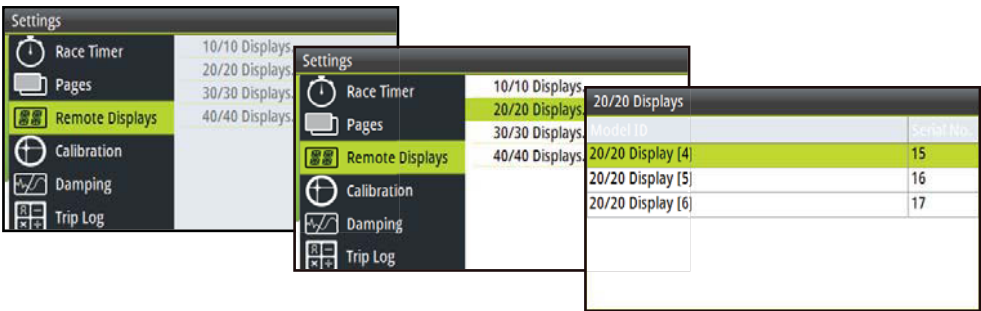 Settings
Race Timer
Pages
Remote Displays
Calibration
Damping
Trip Log
10/10 Displays.
20/20 Displays.
30/30 Displays.
40/40 Displays.
Settings
Race Timer
Pages
Remote Displays
Calibration
Damping
Trip Log
10/10 Displays.
20/20 Displays.
30/30 Displays.
40/40 Displays.
20/20 Displays
Model ID Serial No.
20/20 Display [4] 15
20/20 Display [5] 16
20/20 Display [6] 17